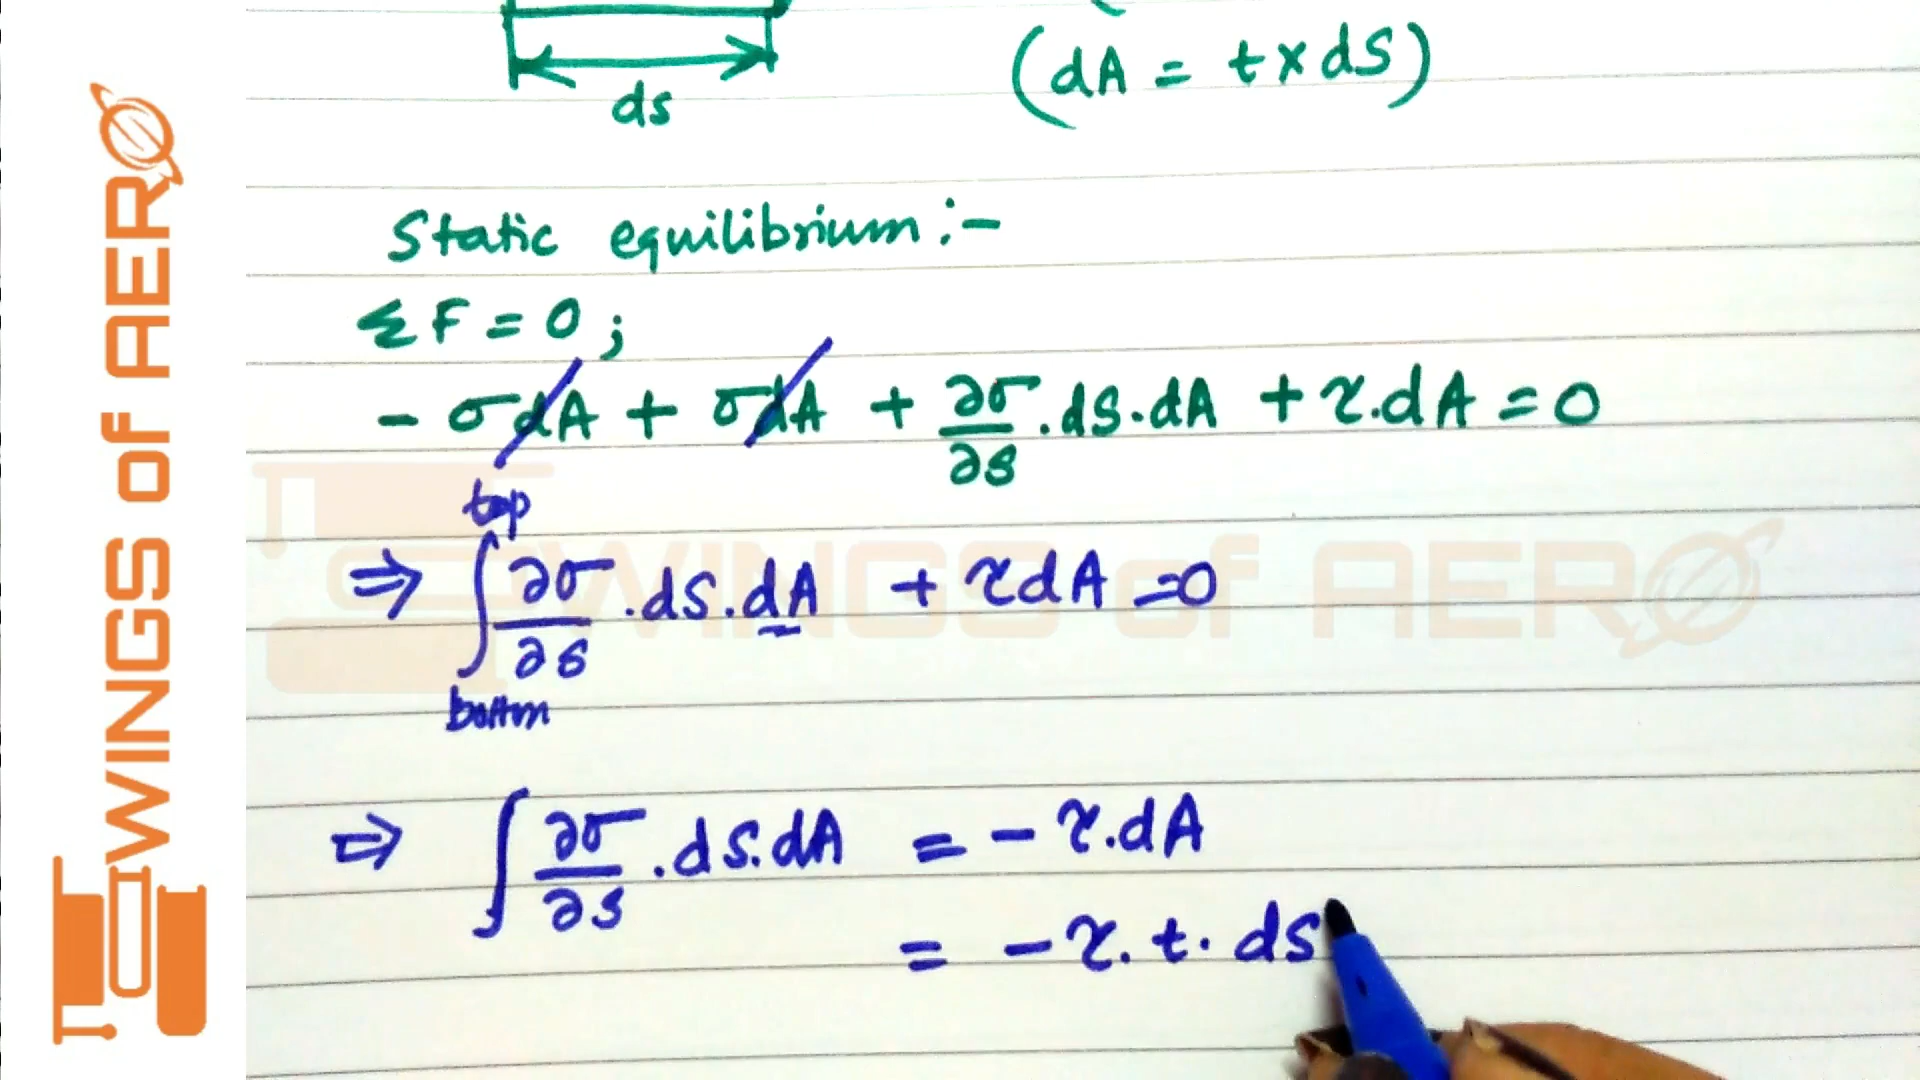 ds
(dA = t×dS)
Static equilibrium :-
ΣF = 0 ;
- σdA + σdA + ∂σ/∂s . dS . dA + τ.dA = 0
top
⇒ ∫ ∂σ/∂s . dS . dA + τdA = 0
bottom
⇒ ∫ ∂σ/∂s . dS.dA = - τ.dA
= - τ. t. dS
WINGS of AERO
WINGS of AERO